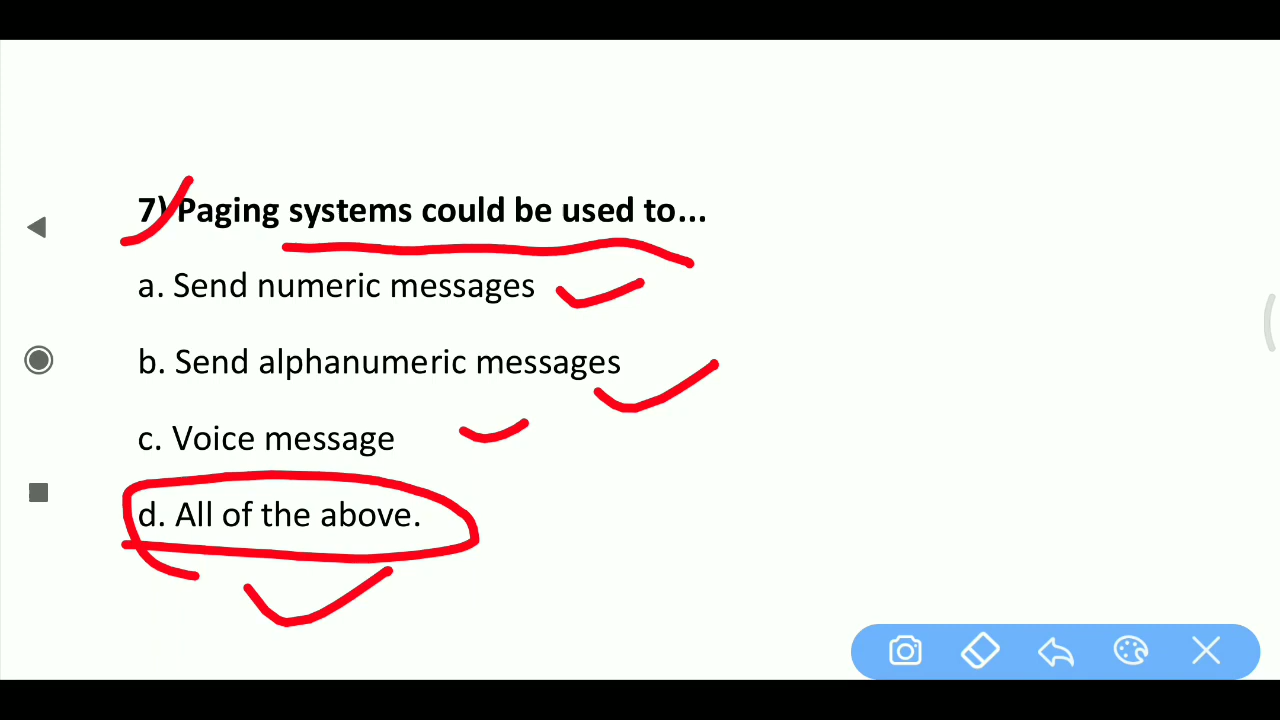 7) Paging systems could be used to...
a. Send numeric messages
b. Send alphanumeric messages
c. Voice message
d. All of the above.